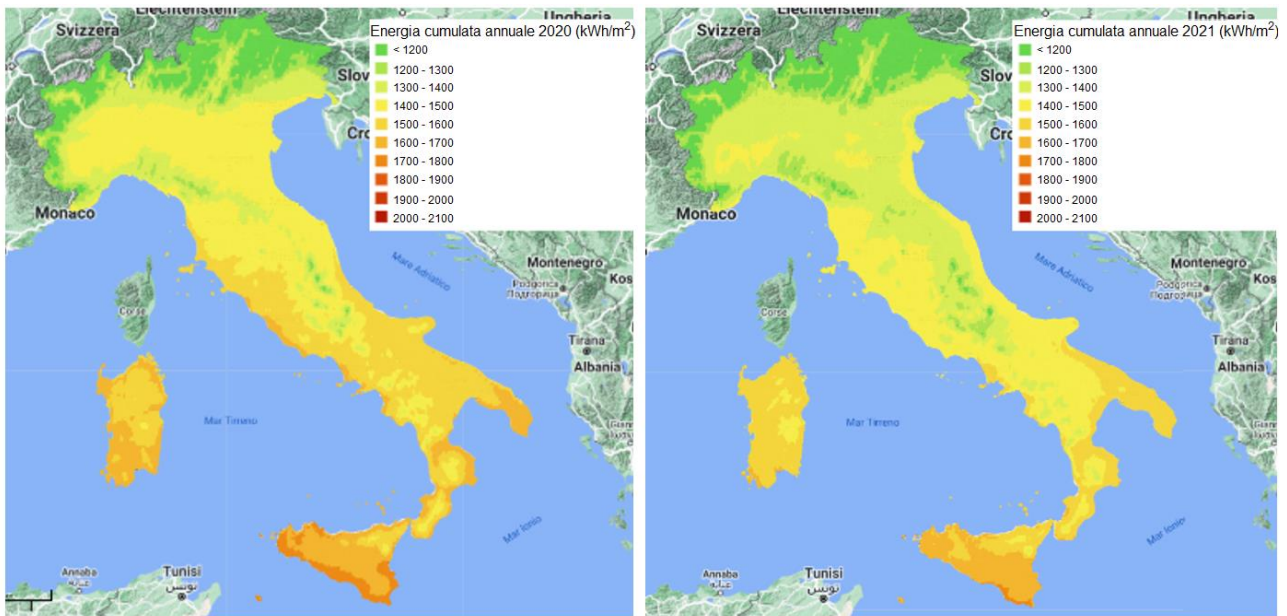 Liechtenstein
Svizzera
Ungheria
Energia cumulata annuale 2020 (kWh/m²)
< 1200
1200 - 1300
1300 - 1400
1400 - 1500
1500 - 1600
1600 - 1700
1700 - 1800
1800 - 1900
1900 - 2000
2000 - 2100
Slov
Cro
Monaco
Mare Adriatico
Montenegro
Kos
Podgorica
Подгорица
Corse
Tirana
Albania
Mar Tirreno
Mar Ionio
Annaba
عنابة
Tunisi
تونس
Liechtenstein
Svizzera
Ungheria
Energia cumulata annuale 2021 (kWh/m²)
< 1200
1200 - 1300
1300 - 1400
1400 - 1500
1500 - 1600
1600 - 1700
1700 - 1800
1800 - 1900
1900 - 2000
2000 - 2100
Slov
Cro
Monaco
Mare Adriatico
Montenegro
Kos
Podgorica
Подгорица
Corse
Tirana
Albania
Mar Tirreno
Mar Ionio
Annaba
عنابة
Tunisi
تونس